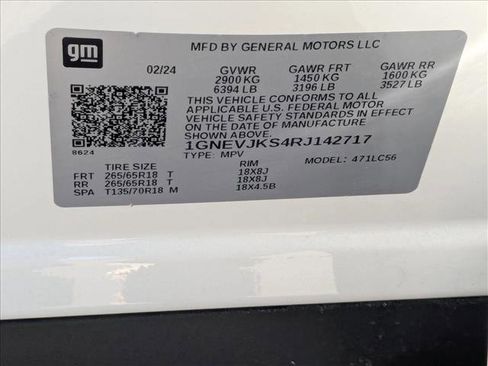 gm
MFD BY GENERAL MOTORS LLC
02/24 GVWR GAWR FRT GAWR RR
2900 KG 1450 KG 1600 KG
6394 LB 3196 LB 3527 LB
THIS VEHICLE CONFORMS TO ALL
APPLICABLE U.S. FEDERAL MOTOR
VEHICLE SAFETY STANDARDS IN EFFECT
ON THE DATE OF MANUFACTURE
8624 1GNEVJKS4RJ142717
TYPE: MPV MODEL: 471LC56
TIRE SIZE RIM
FRT 265/65R18 T 18X8J
RR 265/65R18 T 18X8J
SPA T135/70R18 M 18X4.5B